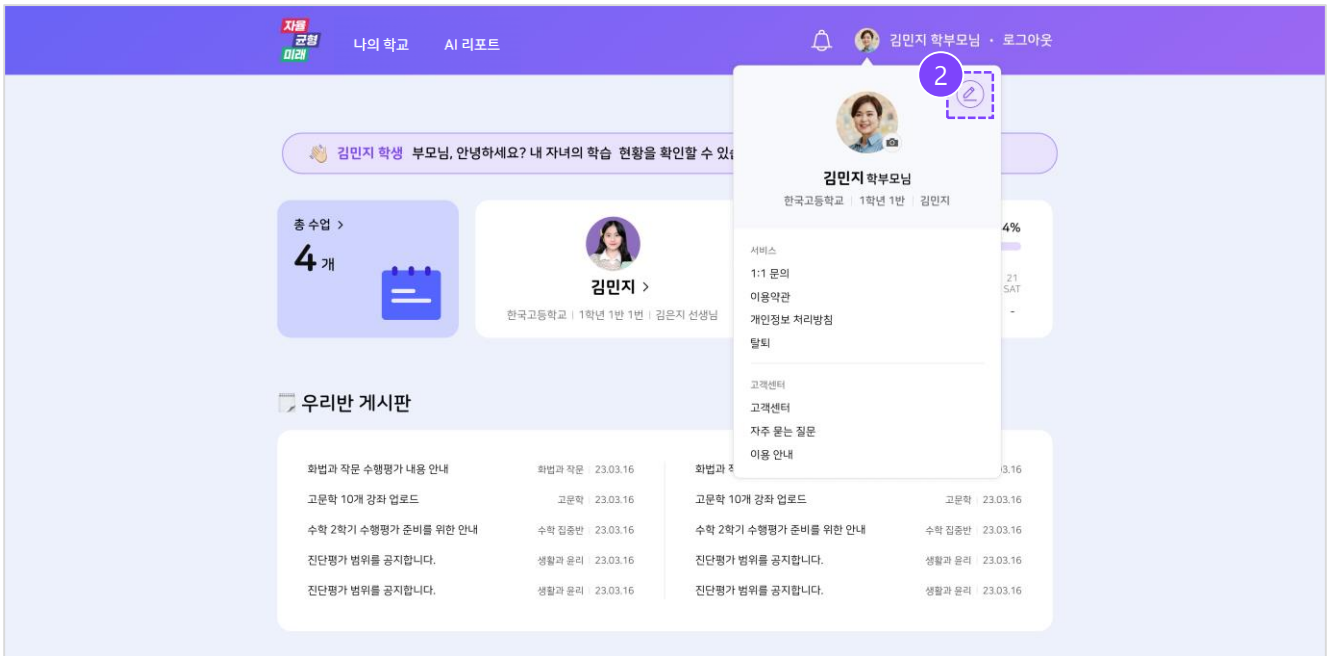 자율
균형
미래
나의 학교 AI 리포트
김민지 학부모님 · 로그아웃
2
김민지 학생 부모님, 안녕하세요? 내 자녀의 학습 현황을 확인할 수 있
김민지 학부모님
한국고등학교 | 1학년 1반 | 김민지
서비스
1:1 문의
이용약관
개인정보 처리방침
탈퇴
고객센터
고객센터
자주 묻는 질문
이용 안내
총 수업 >
4 개
김민지 >
한국고등학교 | 1학년 1반 1번 | 김은지 선생님
4%
21
SAT
-
우리반 게시판
화법과 작문 수행평가 내용 안내 화법과 작문 | 23.03.16
고문학 10개 강좌 업로드 고문학 | 23.03.16
수학 2학기 수행평가 준비를 위한 안내 수학 집중반 | 23.03.16
진단평가 범위를 공지합니다. 생활과 윤리 | 23.03.16
진단평가 범위를 공지합니다. 생활과 윤리 | 23.03.16
화법과 3.16
고문학 10개 강좌 업로드 고문학 | 23.03.16
수학 2학기 수행평가 준비를 위한 안내 수학 집중반 | 23.03.16
진단평가 범위를 공지합니다. 생활과 윤리 | 23.03.16
진단평가 범위를 공지합니다. 생활과 윤리 | 23.03.16